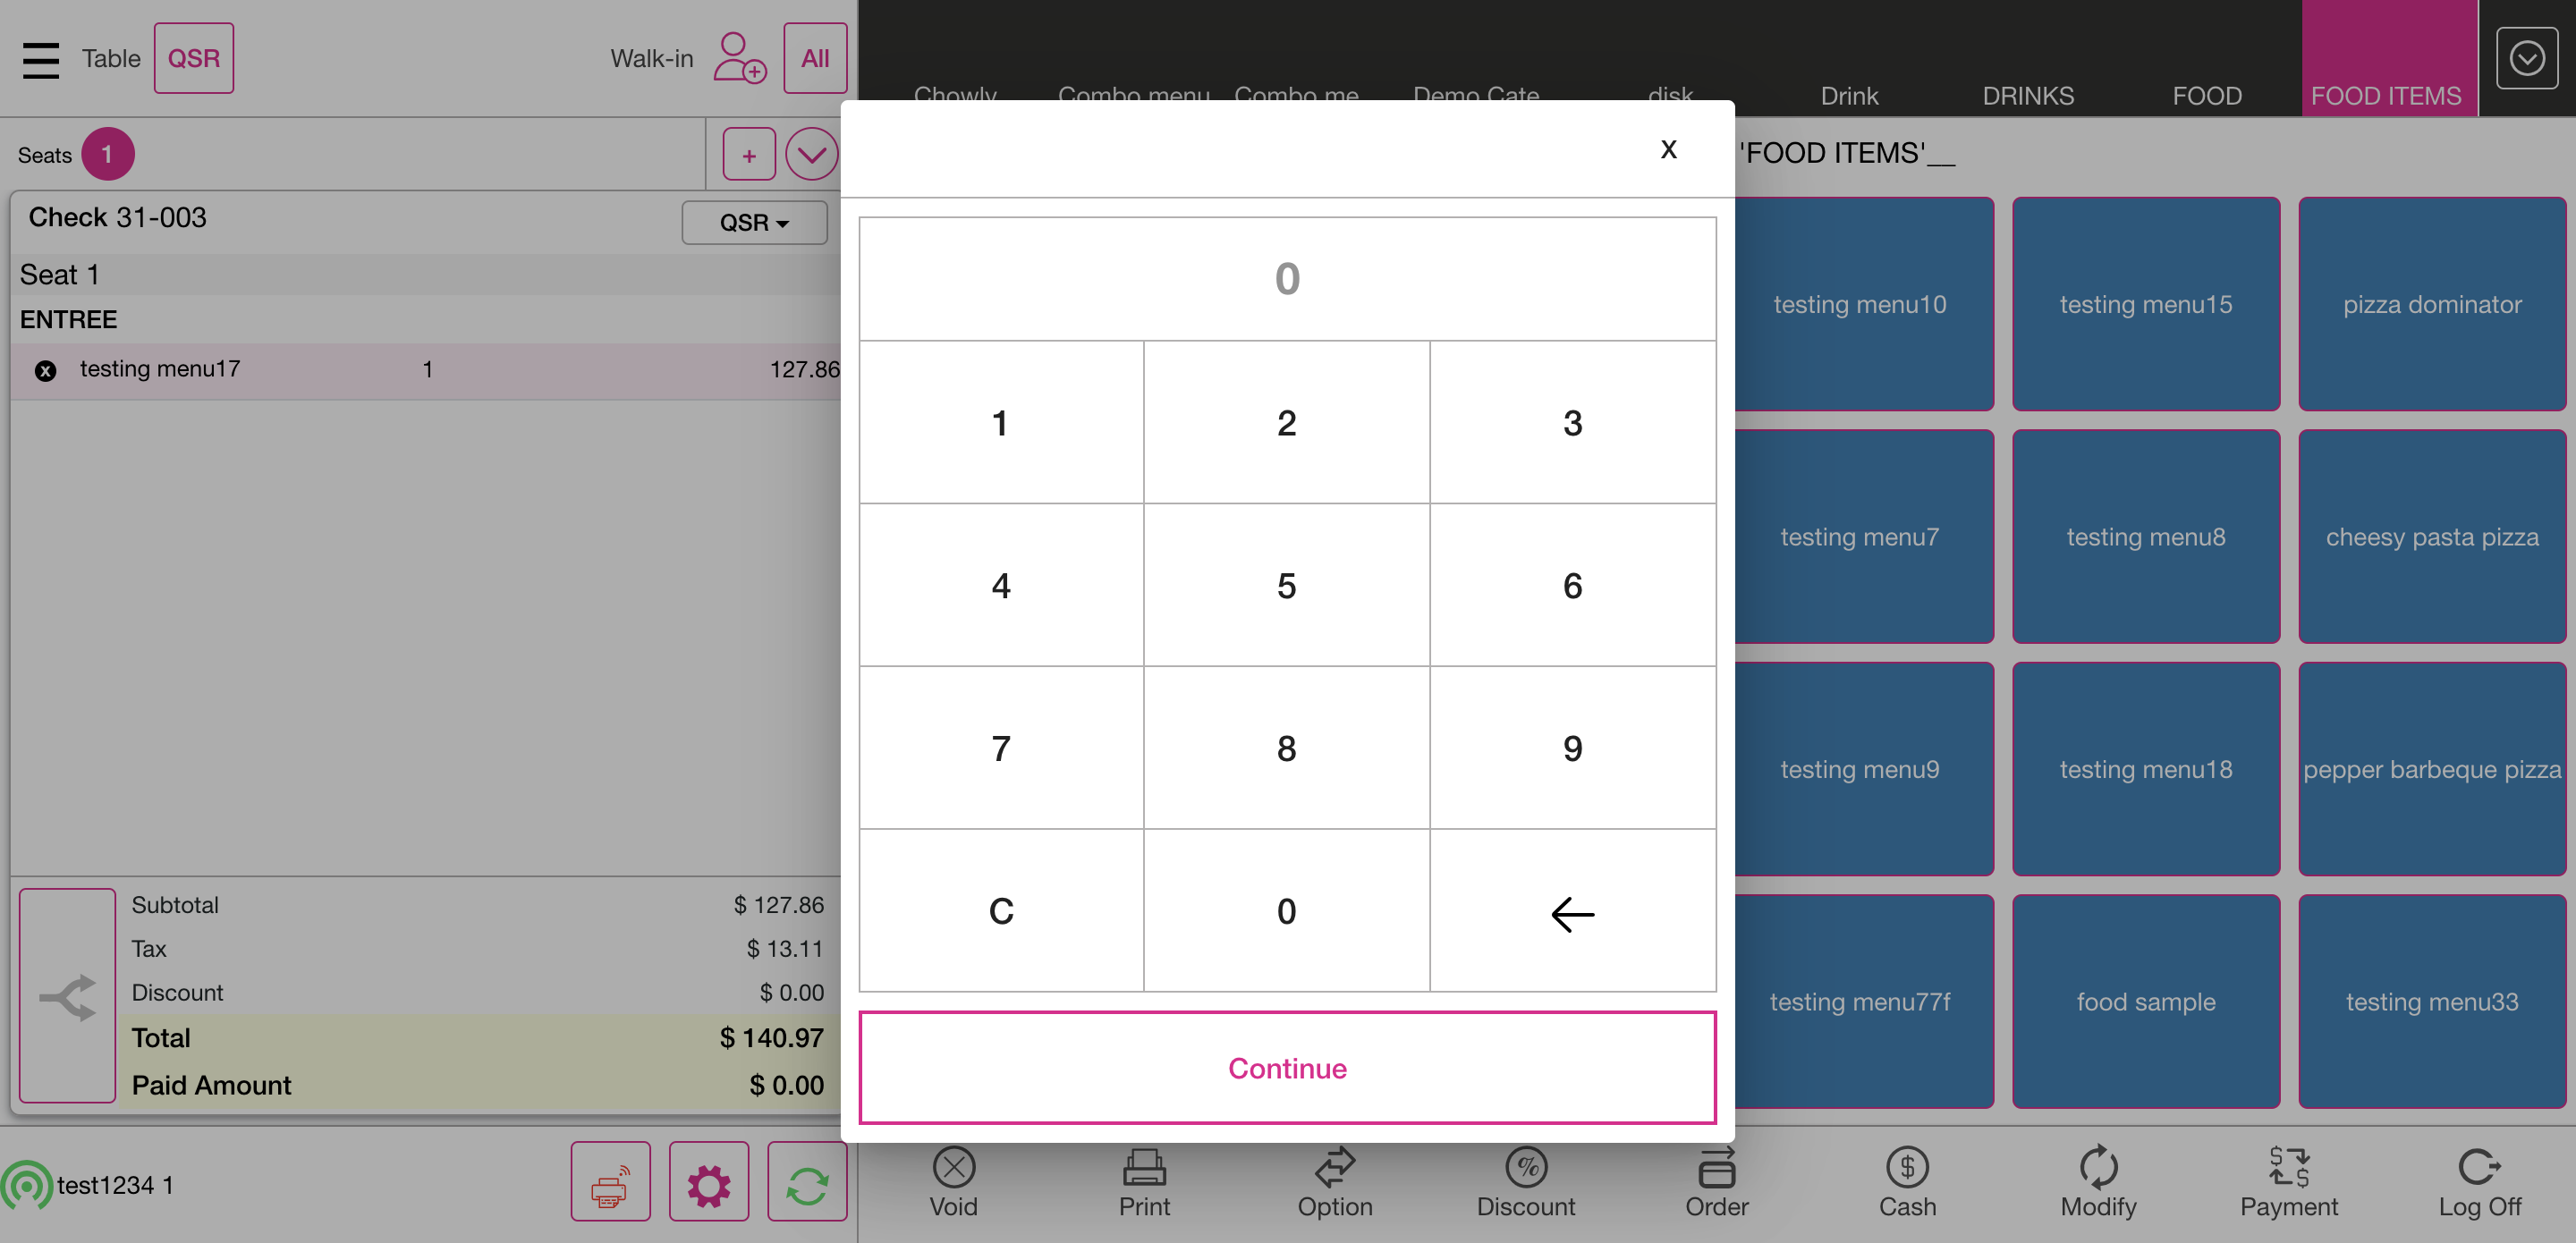 Table QSR Walk-in All
Chowly Combo menu Combo me Demo Cate disk Drink DRINKS FOOD FOOD ITEMS
Seats 1 +
x
'FOOD ITEMS'__
Check 31-003 QSR
Seat 1
ENTREE
x testing menu17 1 127.86
0
1 2 3
4 5 6
7 8 9
C 0
Continue
testing menu10 testing menu15 pizza dominator
testing menu7 testing menu8 cheesy pasta pizza
testing menu9 testing menu18 pepper barbeque pizza
testing menu77f food sample testing menu33
Subtotal $ 127.86
Tax $ 13.11
Discount $ 0.00
Total $ 140.97
Paid Amount $ 0.00
test1234 1
Void Print Option Discount Order Cash Modify Payment Log Off